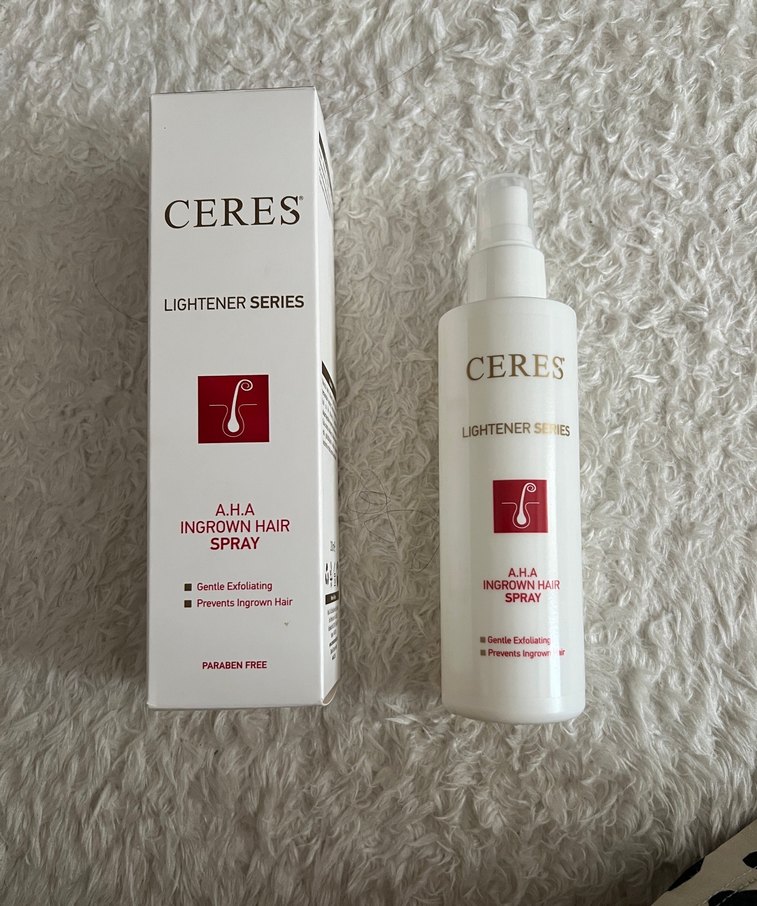 CERES®
LIGHTENER SERIES
A.H.A
INGROWN HAIR
SPRAY
Gentle Exfoliating
Prevents Ingrown Hair
PARABEN FREE
CERES®
LIGHTENER SERIES
A.H.A
INGROWN HAIR
SPRAY
Gentle Exfoliating
Prevents Ingrown Hair